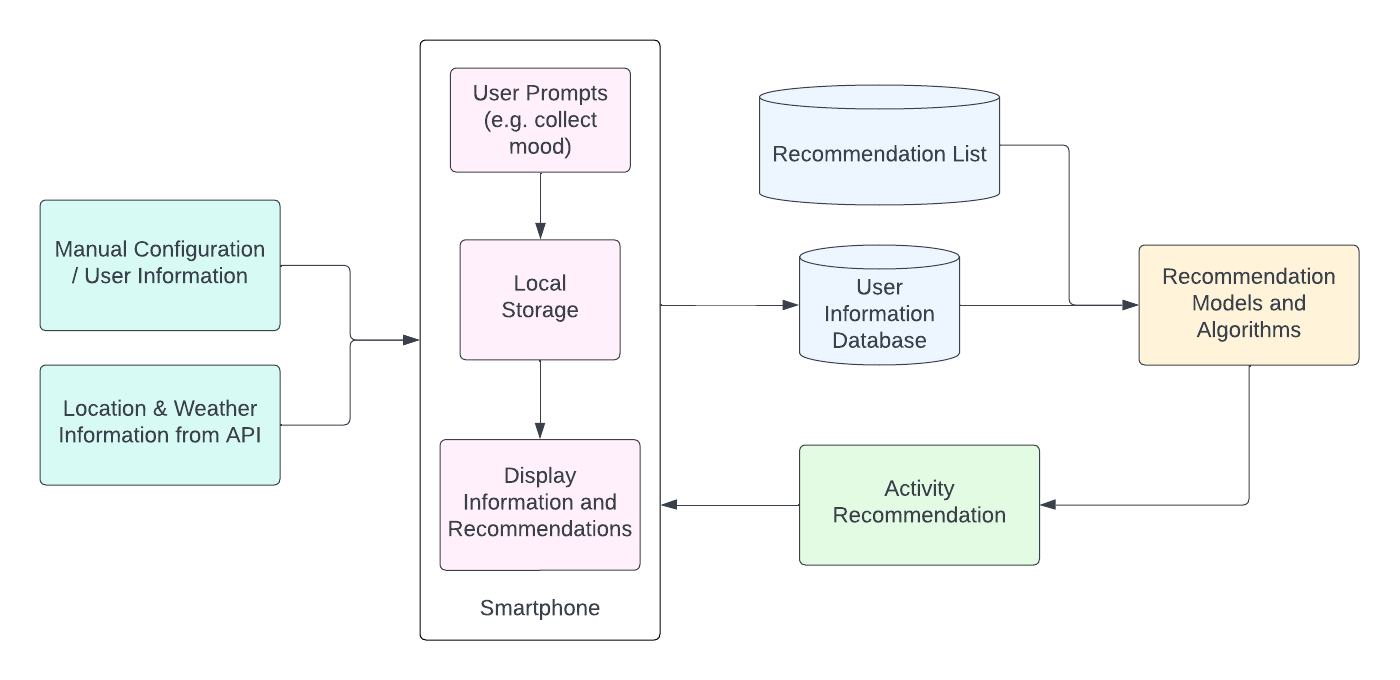 Manual Configuration
/ User Information
Location & Weather
Information from API
User Prompts
(e.g. collect
mood)
Local
Storage
Display
Information and
Recommendations
Smartphone
Recommendation List
User
Information
Database
Recommendation
Models and
Algorithms
Activity
Recommendation